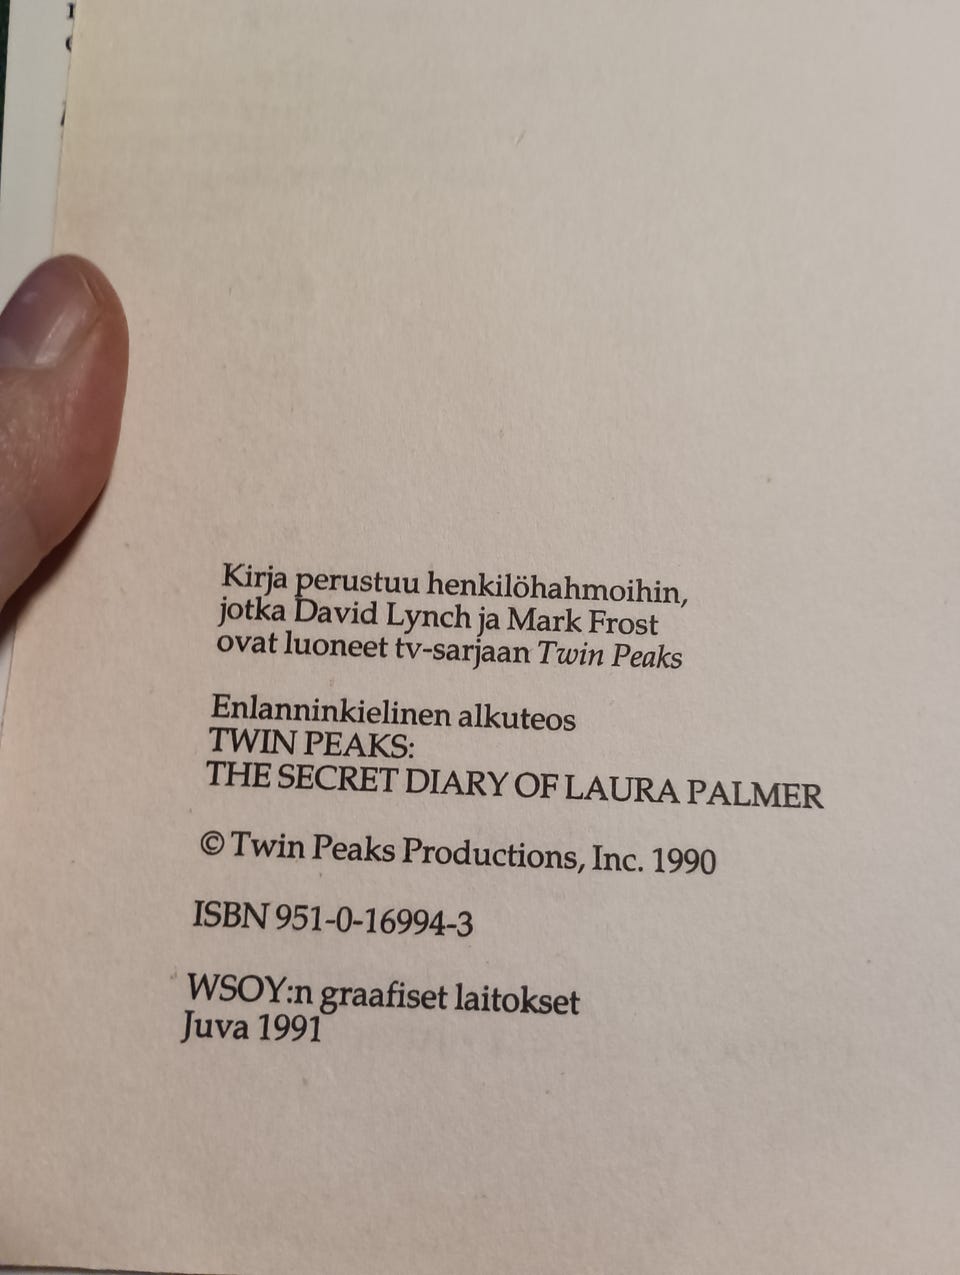 Kirja perustuu henkilöhahmoihin,
jotka David Lynch ja Mark Frost
ovat luoneet tv-sarjaan Twin Peaks
Enlanninkielinen alkuteos
TWIN PEAKS:
THE SECRET DIARY OF LAURA PALMER
© Twin Peaks Productions, Inc. 1990
ISBN 951-0-16994-3
WSOY:n graafiset laitokset
Juva 1991